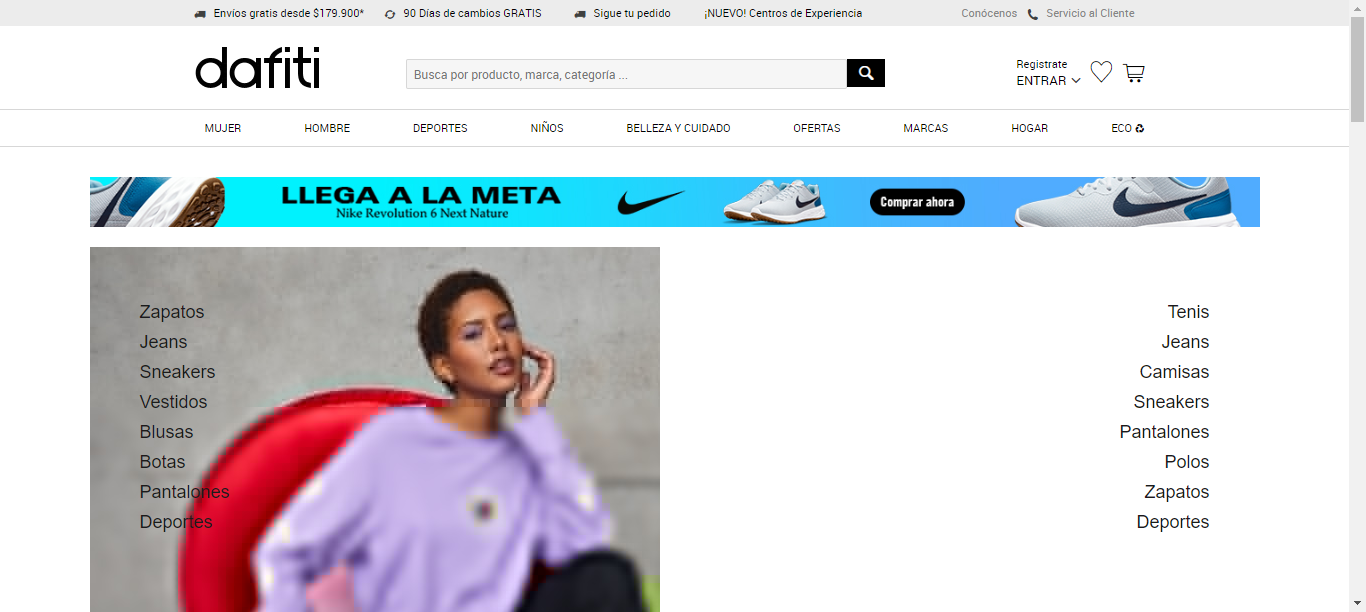 Envíos gratis desde $179.900*
90 Días de cambios GRATIS
Sigue tu pedido
¡NUEVO! Centros de Experiencia
Conócenos
Servicio al Cliente
dafiti
Busca por producto, marca, categoría ...
Registrate
ENTRAR
MUJER
HOMBRE
DEPORTES
NIÑOS
BELLEZA Y CUIDADO
OFERTAS
MARCAS
HOGAR
ECO ♻
LLEGA A LA META
Nike Revolution 6 Next Nature
Comprar ahora
Zapatos
Jeans
Sneakers
Vestidos
Blusas
Botas
Pantalones
Deportes
Tenis
Jeans
Camisas
Sneakers
Pantalones
Polos
Zapatos
Deportes